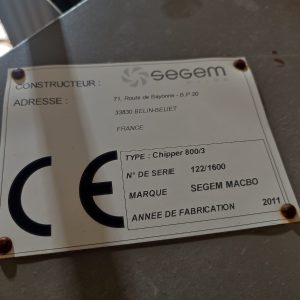 CONSTRUCTEUR : segem
ADRESSE :
71, Route de Bayonne - B.P 20
33830 BELIN-BELIET
FRANCE
CE
TYPE : Chipper 800/3
N° DE SERIE 122/1600
MARQUE SEGEM MACBO
ANNEE DE FABRICATION 2011